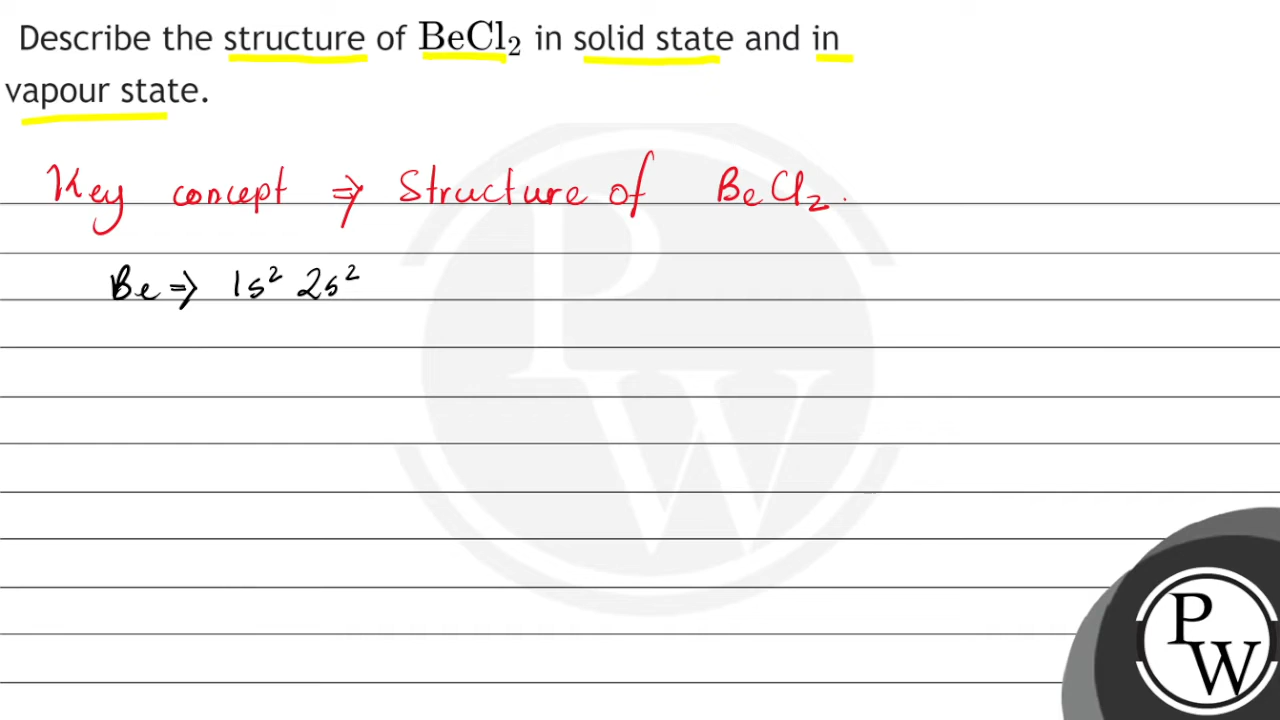 Describe the structure of BeCl₂ in solid state and in
vapour state.
Key concept ⇒ Structure of BeCl₂.
Be ⇒ 1s² 2s²
P
W
P
W